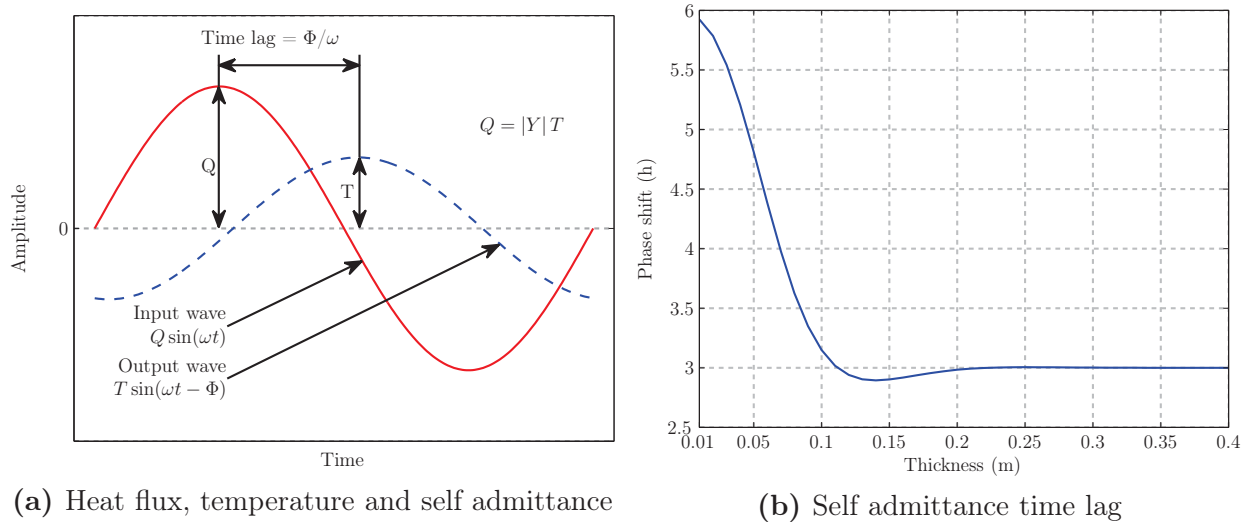 Time lag = Φ/ω
Q = |Y| T
Q
T
0
Amplitude
Input wave
Q sin(ωt)
Output wave
T sin(ωt − Φ)
Time
(a) Heat flux, temperature and self admittance
6
5.5
5
4.5
4
3.5
3
2.5
Phase shift (h)
0.01 0.05 0.1 0.15 0.2 0.25 0.3 0.35 0.4
Thickness (m)
(b) Self admittance time lag